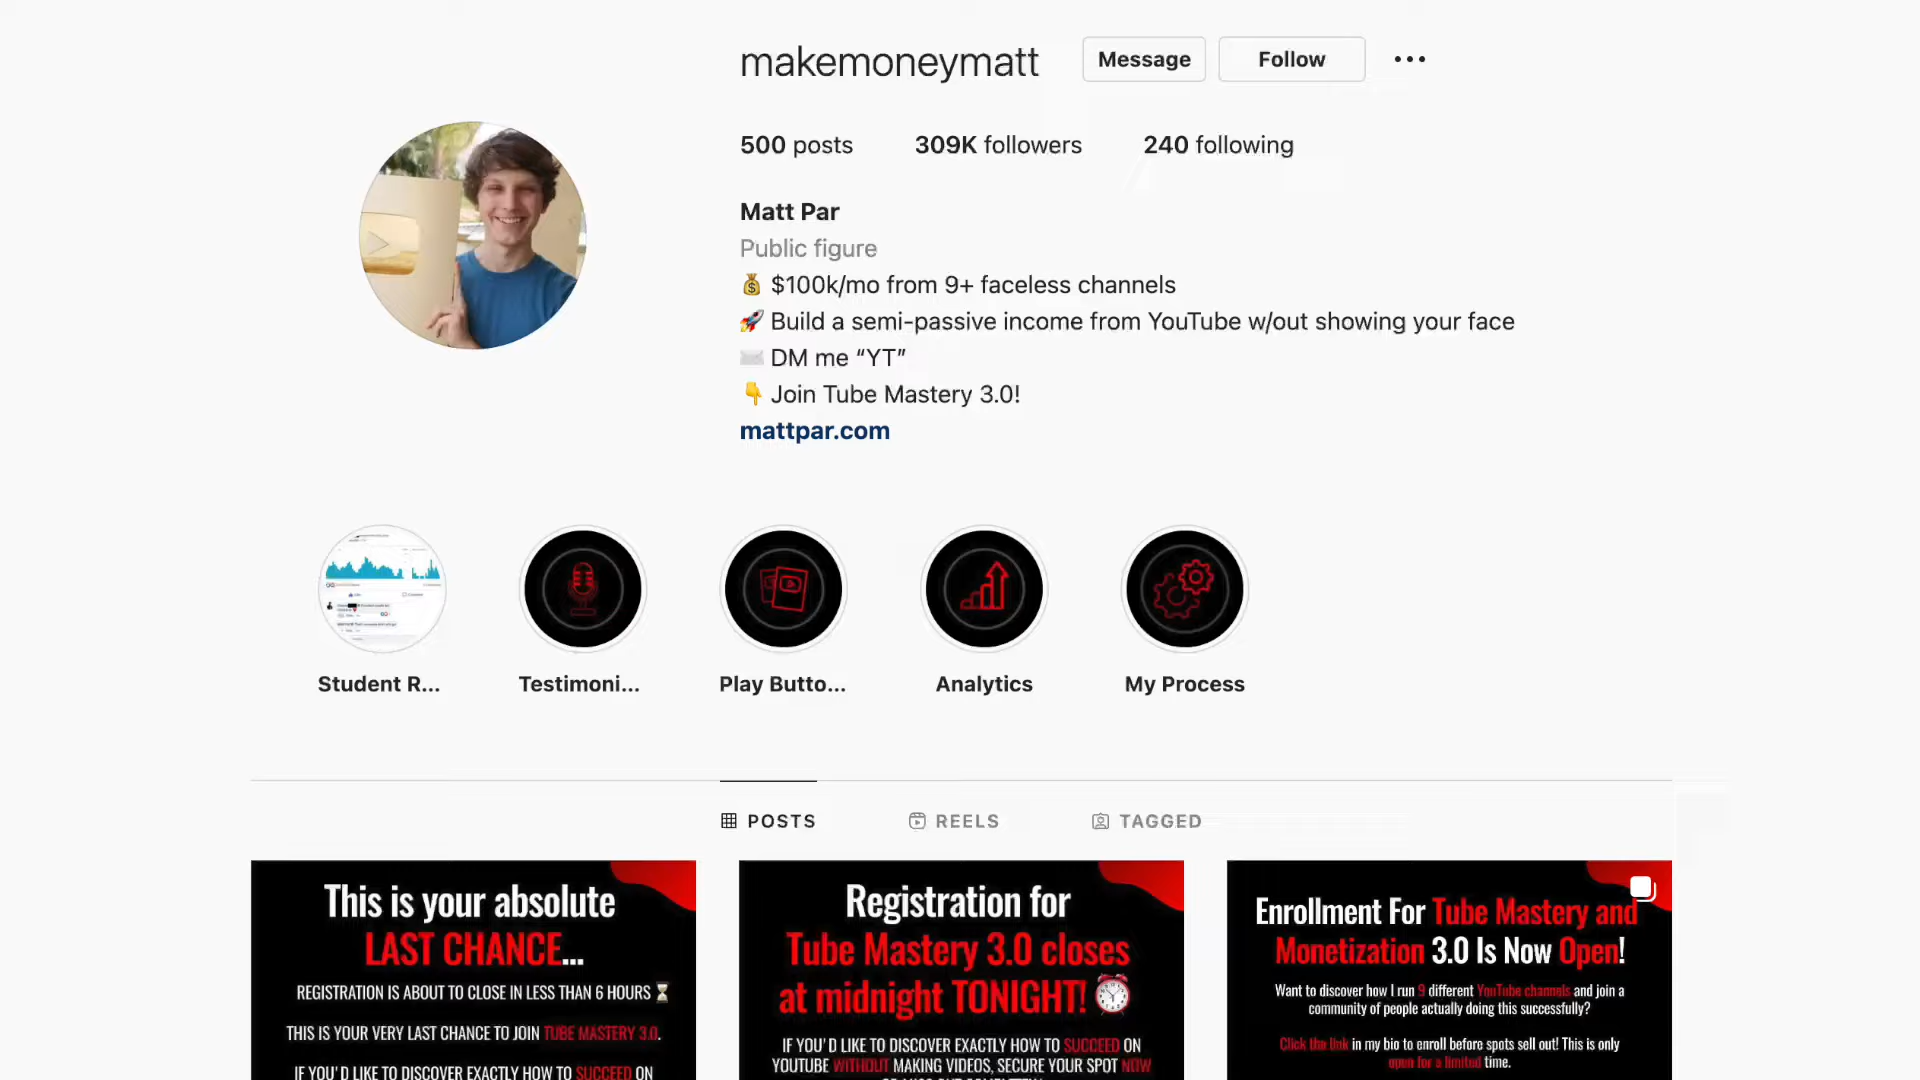 makemoneymatt
Message
Follow
500 posts
309K followers
240 following
Matt Par
Public figure
💰 $100k/mo from 9+ faceless channels
🚀 Build a semi-passive income from YouTube w/out showing your face
✉️ DM me “YT”
👇 Join Tube Mastery 3.0!
mattpar.com
Student R...
Testimoni...
Play Butto...
Analytics
My Process
POSTS
REELS
TAGGED
This is your absolute
LAST CHANCE...
REGISTRATION IS ABOUT TO CLOSE IN LESS THAN 6 HOURS ⏳
THIS IS YOUR VERY LAST CHANCE TO JOIN TUBE MASTERY 3.0.
IF YOU'D LIKE TO DISCOVER EXACTLY HOW TO SUCCEED ON
Registration for
Tube Mastery 3.0 closes
at midnight TONIGHT! ⏰
IF YOU'D LIKE TO DISCOVER EXACTLY HOW TO SUCCEED ON
YOUTUBE WITHOUT MAKING VIDEOS, SECURE YOUR SPOT NOW
Enrollment For Tube Mastery and
Monetization 3.0 Is Now Open!
Want to discover how I run 9 different YouTube channels and join a
community of people actually doing this successfully?
Click the link in my bio to enroll before spots sell out! This is only
open for a limited time.